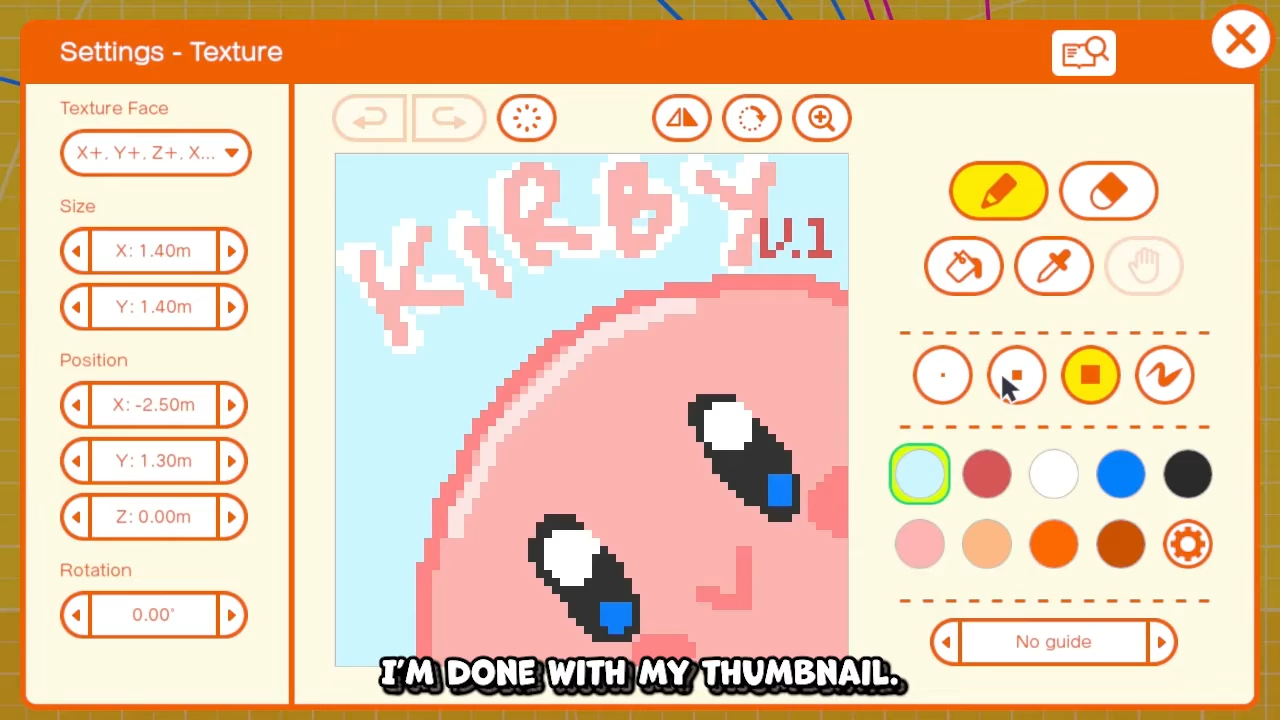 Settings - Texture
Texture Face
X+, Y+, Z+, X...
Size
X: 1.40m
Y: 1.40m
Position
X: -2.50m
Y: 1.30m
Z: 0.00m
Rotation
0.00°
KIRBY
V.1
No guide
I'M DONE WITH MY THUMBNAIL.